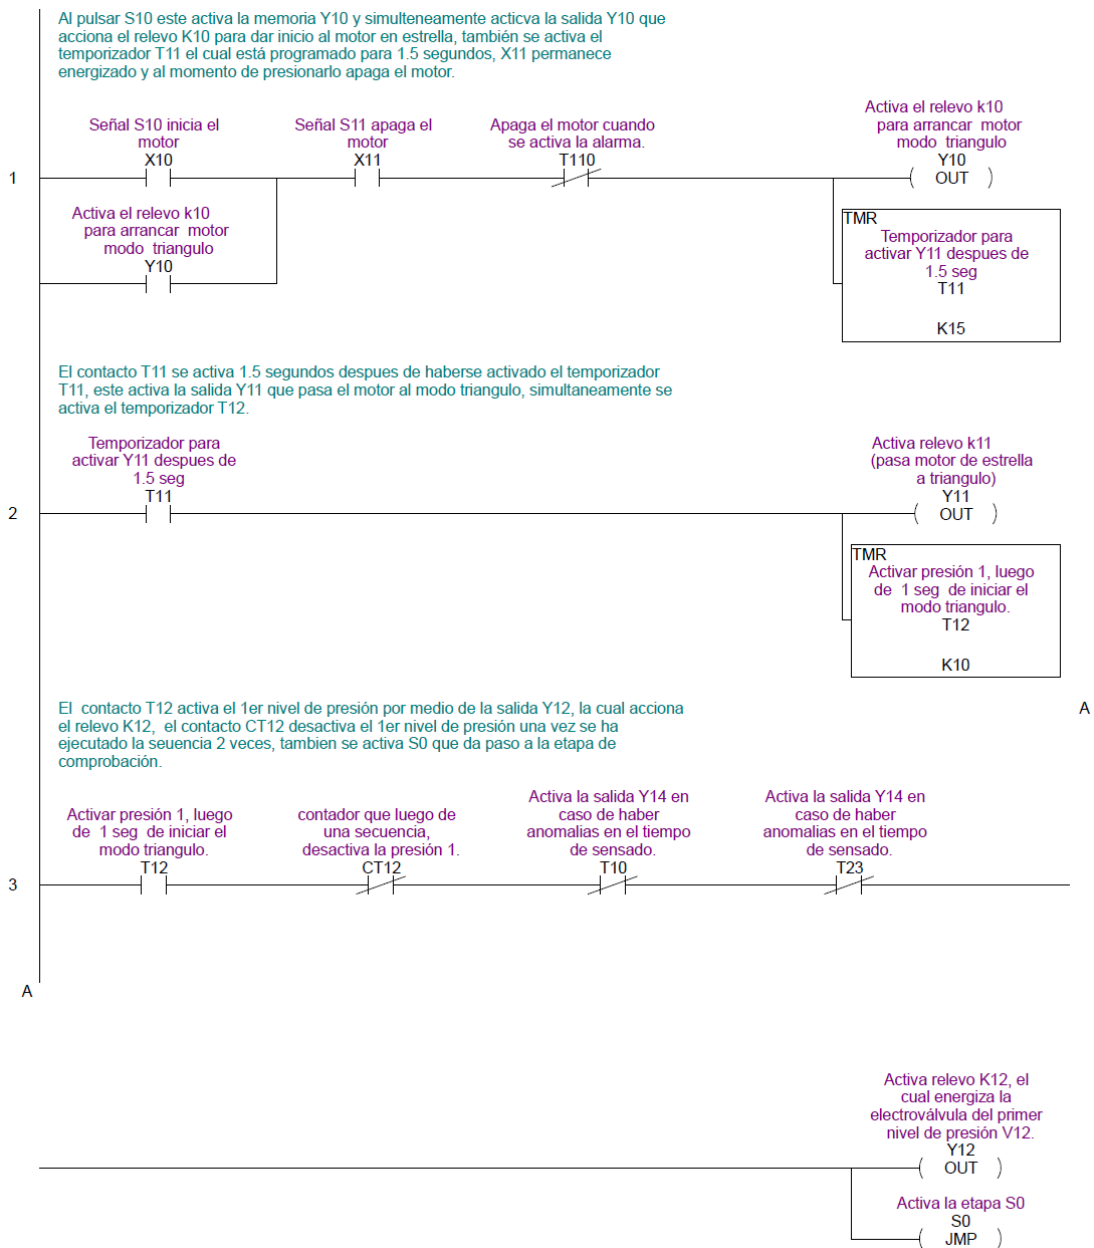 Al pulsar S10 este activa la memoria Y10 y simulteneamente acticva la salida Y10 que
acciona el relevo K10 para dar inicio al motor en estrella, también se activa el
temporizador T11 el cual está programado para 1.5 segundos, X11 permanece
energizado y al momento de presionarlo apaga el motor.
Señal S10 inicia el
motor
X10
Señal S11 apaga el
motor
X11
Apaga el motor cuando
se activa la alarma.
T110
Activa el relevo k10
para arrancar motor
modo triangulo
Y10
OUT
1
Activa el relevo k10
para arrancar motor
modo triangulo
Y10
TMR
Temporizador para
activar Y11 despues de
1.5 seg
T11
K15
El contacto T11 se activa 1.5 segundos despues de haberse activado el temporizador
T11, este activa la salida Y11 que pasa el motor al modo triangulo, simultaneamente se
activa el temporizador T12.
Temporizador para
activar Y11 despues de
1.5 seg
T11
Activa relevo k11
(pasa motor de estrella
a triangulo)
Y11
OUT
2
TMR
Activar presión 1, luego
de 1 seg de iniciar el
modo triangulo.
T12
K10
El contacto T12 activa el 1er nivel de presión por medio de la salida Y12, la cual acciona
el relevo K12, el contacto CT12 desactiva el 1er nivel de presión una vez se ha
ejecutado la seuencia 2 veces, tambien se activa S0 que da paso a la etapa de
comprobación.
A
Activar presión 1, luego
de 1 seg de iniciar el
modo triangulo.
T12
contador que luego de
una secuencia,
desactiva la presión 1.
CT12
Activa la salida Y14 en
caso de haber
anomalias en el tiempo
de sensado.
T10
Activa la salida Y14 en
caso de haber
anomalias en el tiempo
de sensado.
T23
3
A
Activa relevo K12, el
cual energiza la
electroválvula del primer
nivel de presión V12.
Y12
OUT
Activa la etapa S0
S0
JMP